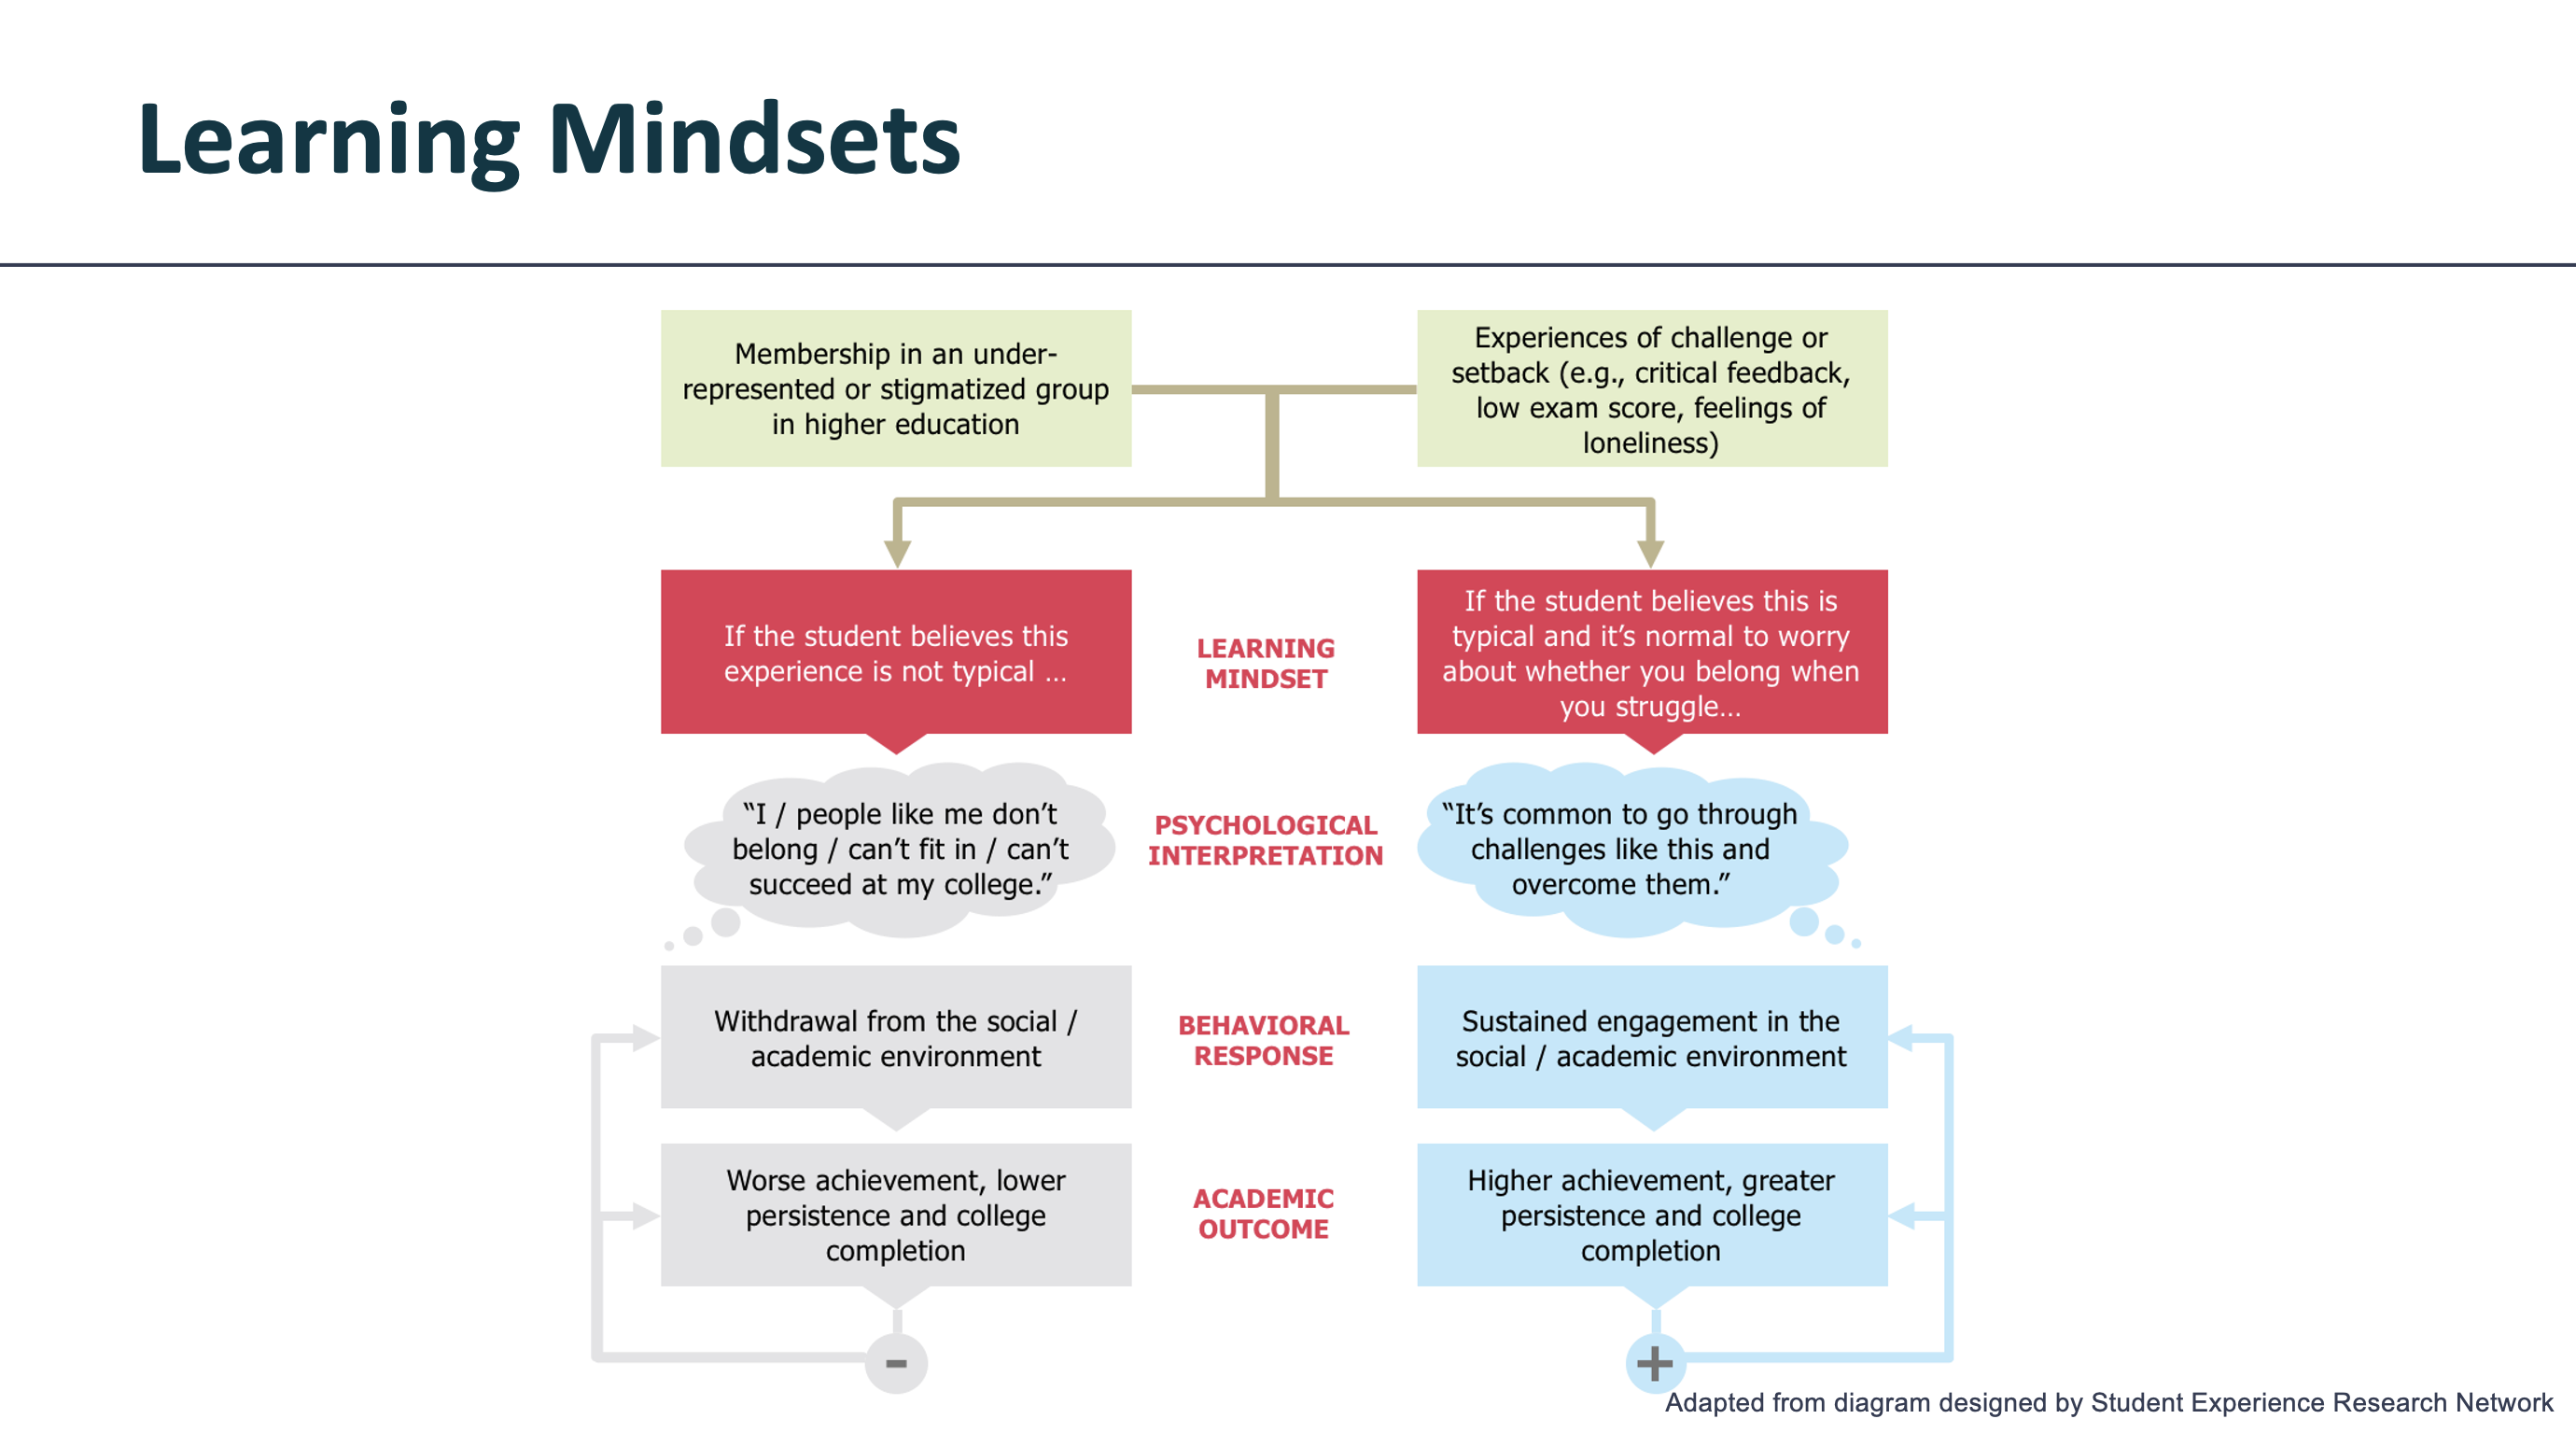 Learning Mindsets
Membership in an under-
represented or stigmatized group
in higher education
Experiences of challenge or
setback (e.g., critical feedback,
low exam score, feelings of
loneliness)
If the student believes this
experience is not typical ...
LEARNING
MINDSET
If the student believes this is
typical and it’s normal to worry
about whether you belong when
you struggle…
“I / people like me don’t
belong / can’t fit in / can’t
succeed at my college.”
PSYCHOLOGICAL
INTERPRETATION
“It’s common to go through
challenges like this and
overcome them.”
Withdrawal from the social /
academic environment
BEHAVIORAL
RESPONSE
Sustained engagement in the
social / academic environment
Worse achievement, lower
persistence and college
completion
ACADEMIC
OUTCOME
Higher achievement, greater
persistence and college
completion
-
+
Adapted from diagram designed by Student Experience Research Network